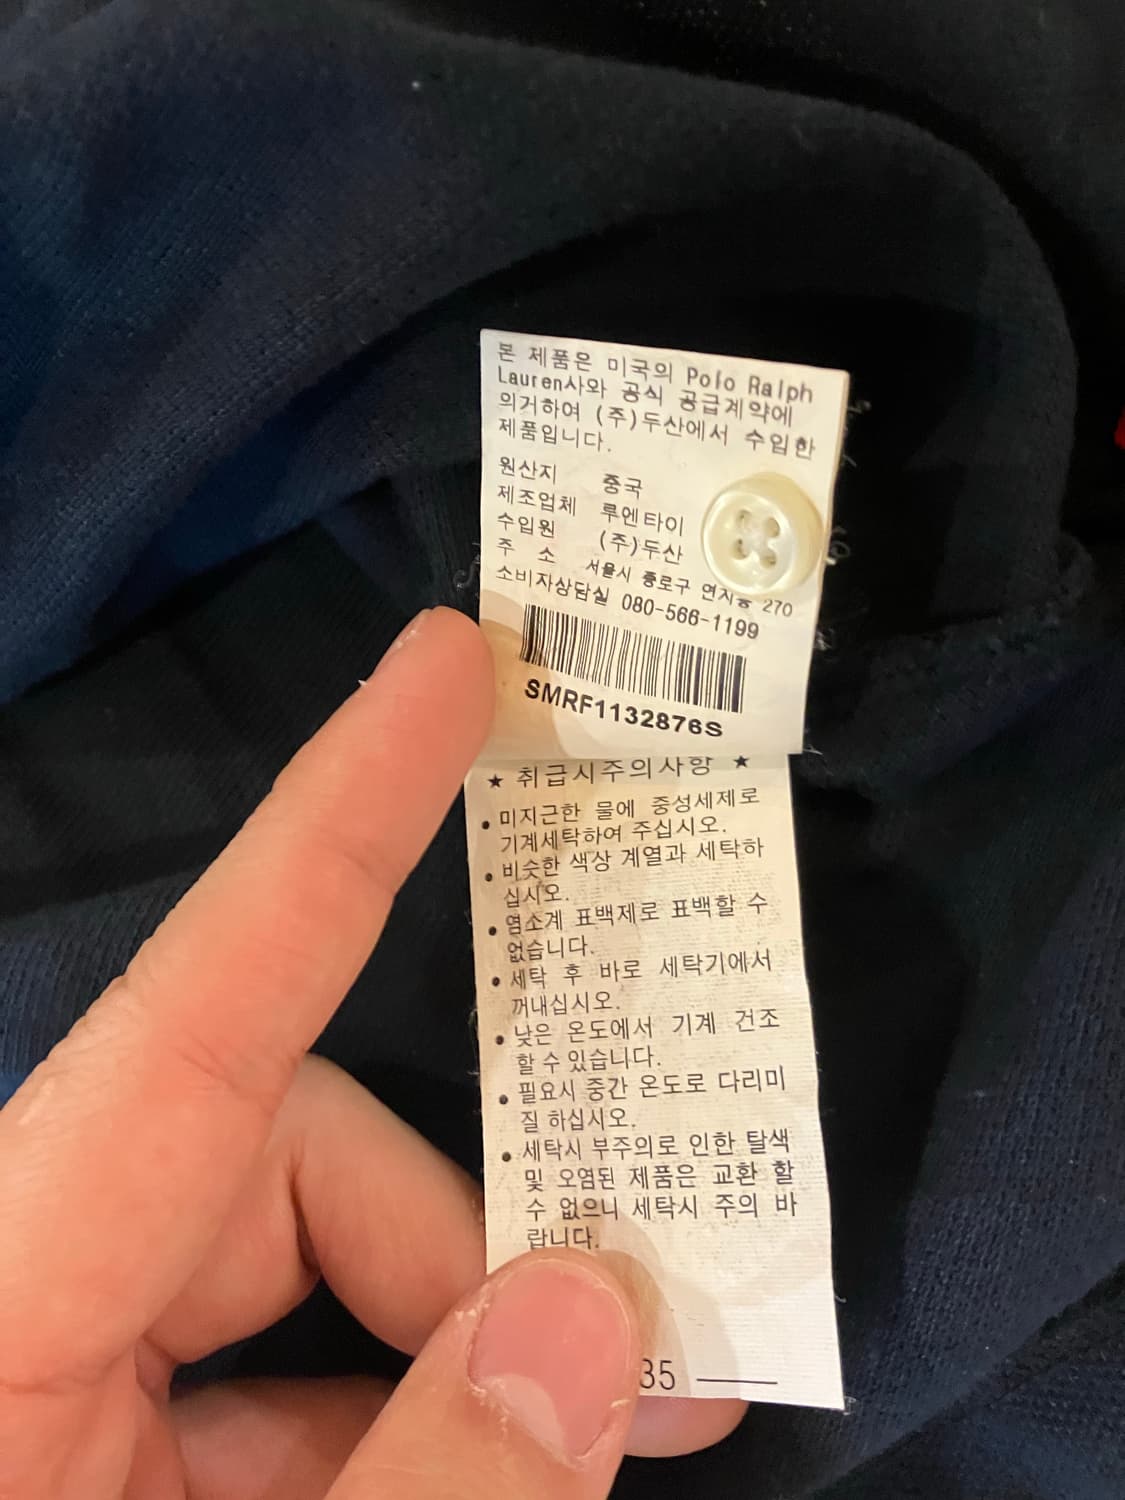 본 제품은 미국의 Polo Ralph
Lauren사와 공식 공급계약에
의거하여 (주)두산에서 수입한
제품입니다.
원산지 중국
제조업체 루엔타이
수입원 (주)두산
주 소 서울시 종로구 연지동 270
소비자상담실 080-566-1199
SMRF1132876S
★ 취급시주의사항 ★
• 미지근한 물에 중성세제로
기계세탁하여 주십시오.
• 비슷한 색상 계열과 세탁하
십시오.
• 염소계 표백제로 표백할 수
없습니다.
• 세탁 후 바로 세탁기에서
꺼내십시오.
• 낮은 온도에서 기계 건조
할 수 있습니다.
• 필요시 중간 온도로 다리미
질 하십시오.
• 세탁시 부주의로 인한 탈색
및 오염된 제품은 교환 할
수 없으니 세탁시 주의 바
랍니다.
35